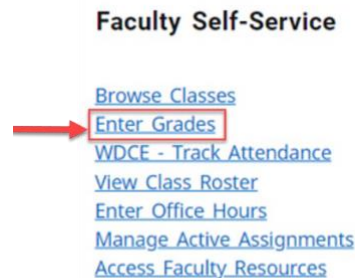 Faculty Self-Service
Browse Classes
Enter Grades
WDCE - Track Attendance
View Class Roster
Enter Office Hours
Manage Active Assignments
Access Faculty Resources